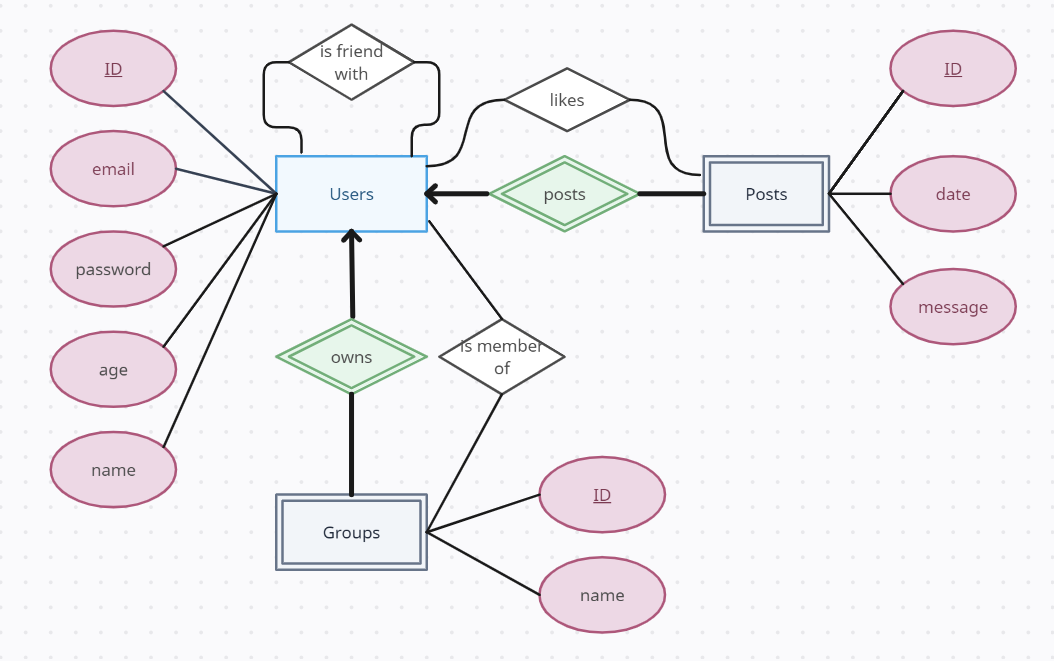 ID
email
password
age
name
is friend
with
Users
owns
Groups
likes
posts
is member
of
ID
name
Posts
ID
date
message